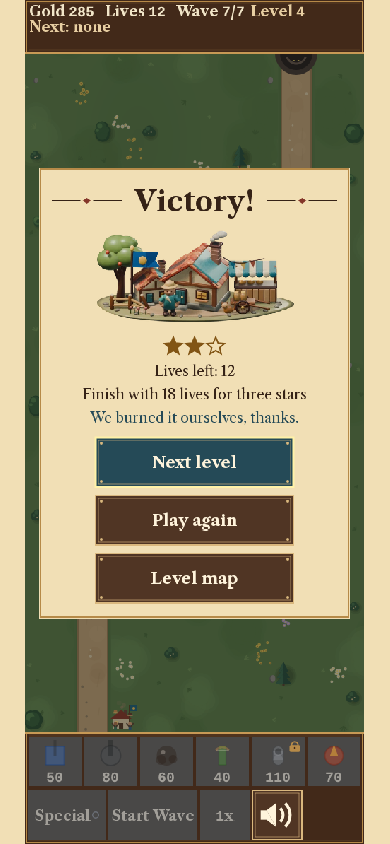 Gold 285 Lives 12 Wave 7/7 Level 4
Next: none
Victory!
Lives left: 12
Finish with 18 lives for three stars
We burned it ourselves, thanks.
Next level
Play again
Level map
50 80 60 40 110 70
Special Start Wave 1x